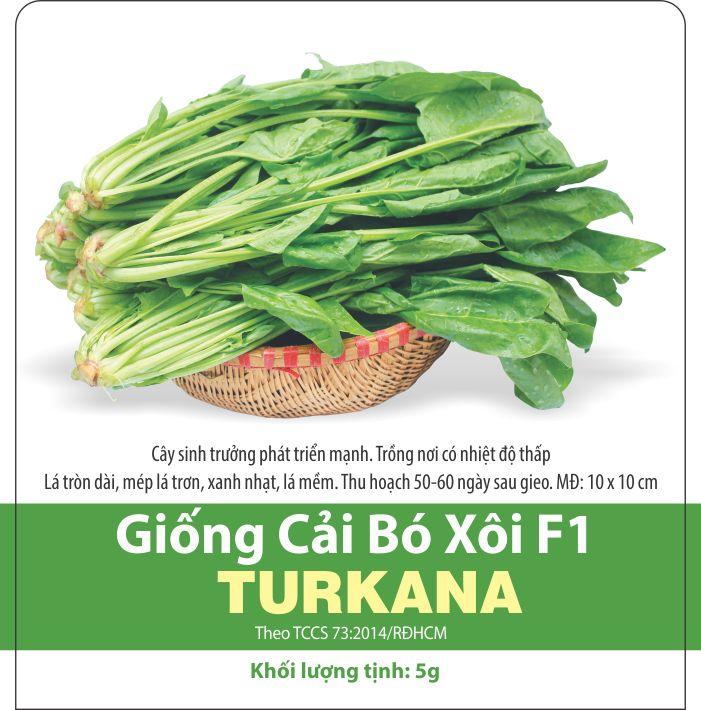 Cây sinh trưởng phát triển mạnh. Trồng nơi có nhiệt độ thấp
Lá tròn dài, mép lá trơn, xanh nhạt, lá mềm. Thu hoạch 50-60 ngày sau gieo. MĐ: 10 x 10 cm
Giống Cải Bó Xôi F1
TURKANA
Theo TCCS 73:2014/RĐHCM
Khối lượng tịnh: 5g